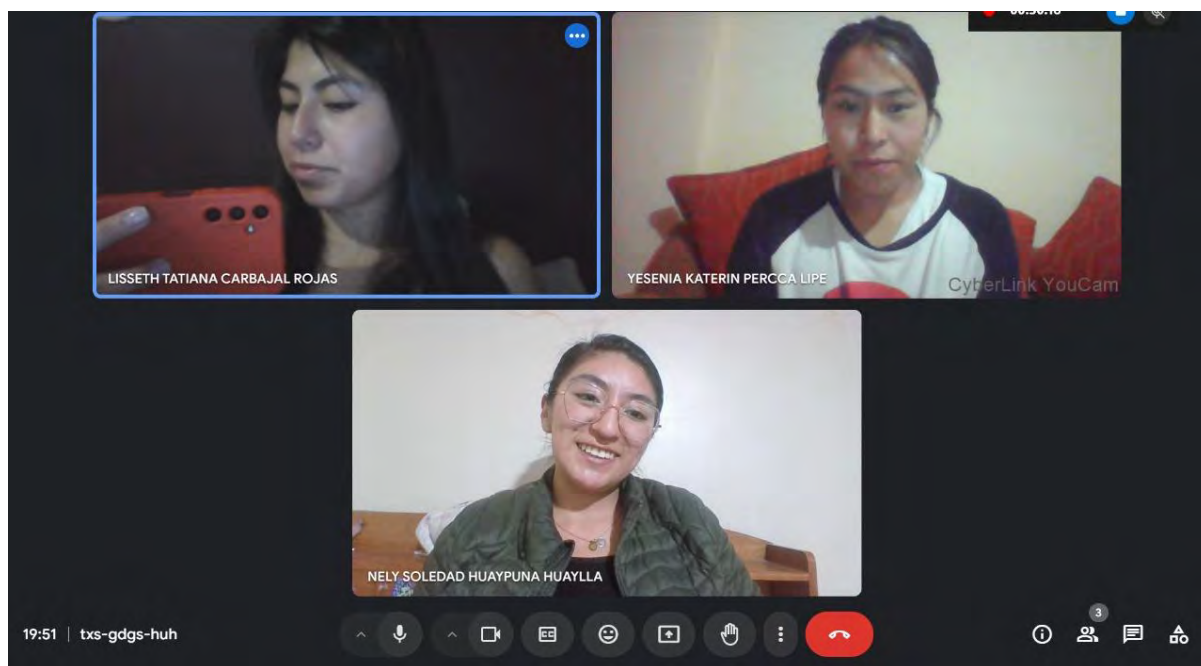 LISSETH TATIANA CARBAJAL ROJAS
YESENIA KATERIN PERCCA LIPE
CyberLink YouCam
NELY SOLEDAD HUAYPUNA HUAYLLA
19:51 | txs-gdgs-huh
3